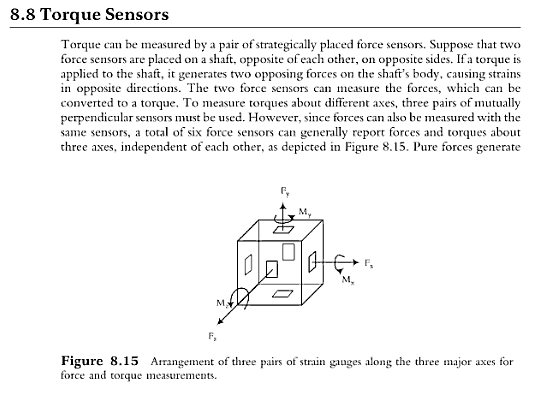 8.8 Torque Sensors
Torque can be measured by a pair of strategically placed force sensors. Suppose that two
force sensors are placed on a shaft, opposite of each other, on opposite sides. If a torque is
applied to the shaft, it generates two opposing forces on the shaft's body, causing strains
in opposite directions. The two force sensors can measure the forces, which can be
converted to a torque. To measure torques about different axes, three pairs of mutually
perpendicular sensors must be used. However, since forces can also be measured with the
same sensors, a total of six force sensors can generally report forces and torques about
three axes, independent of each other, as depicted in Figure 8.15. Pure forces generate
Fy
My
Fx
Mx
Mz
Fz
Figure 8.15 Arrangement of three pairs of strain gauges along the three major axes for
force and torque measurements.